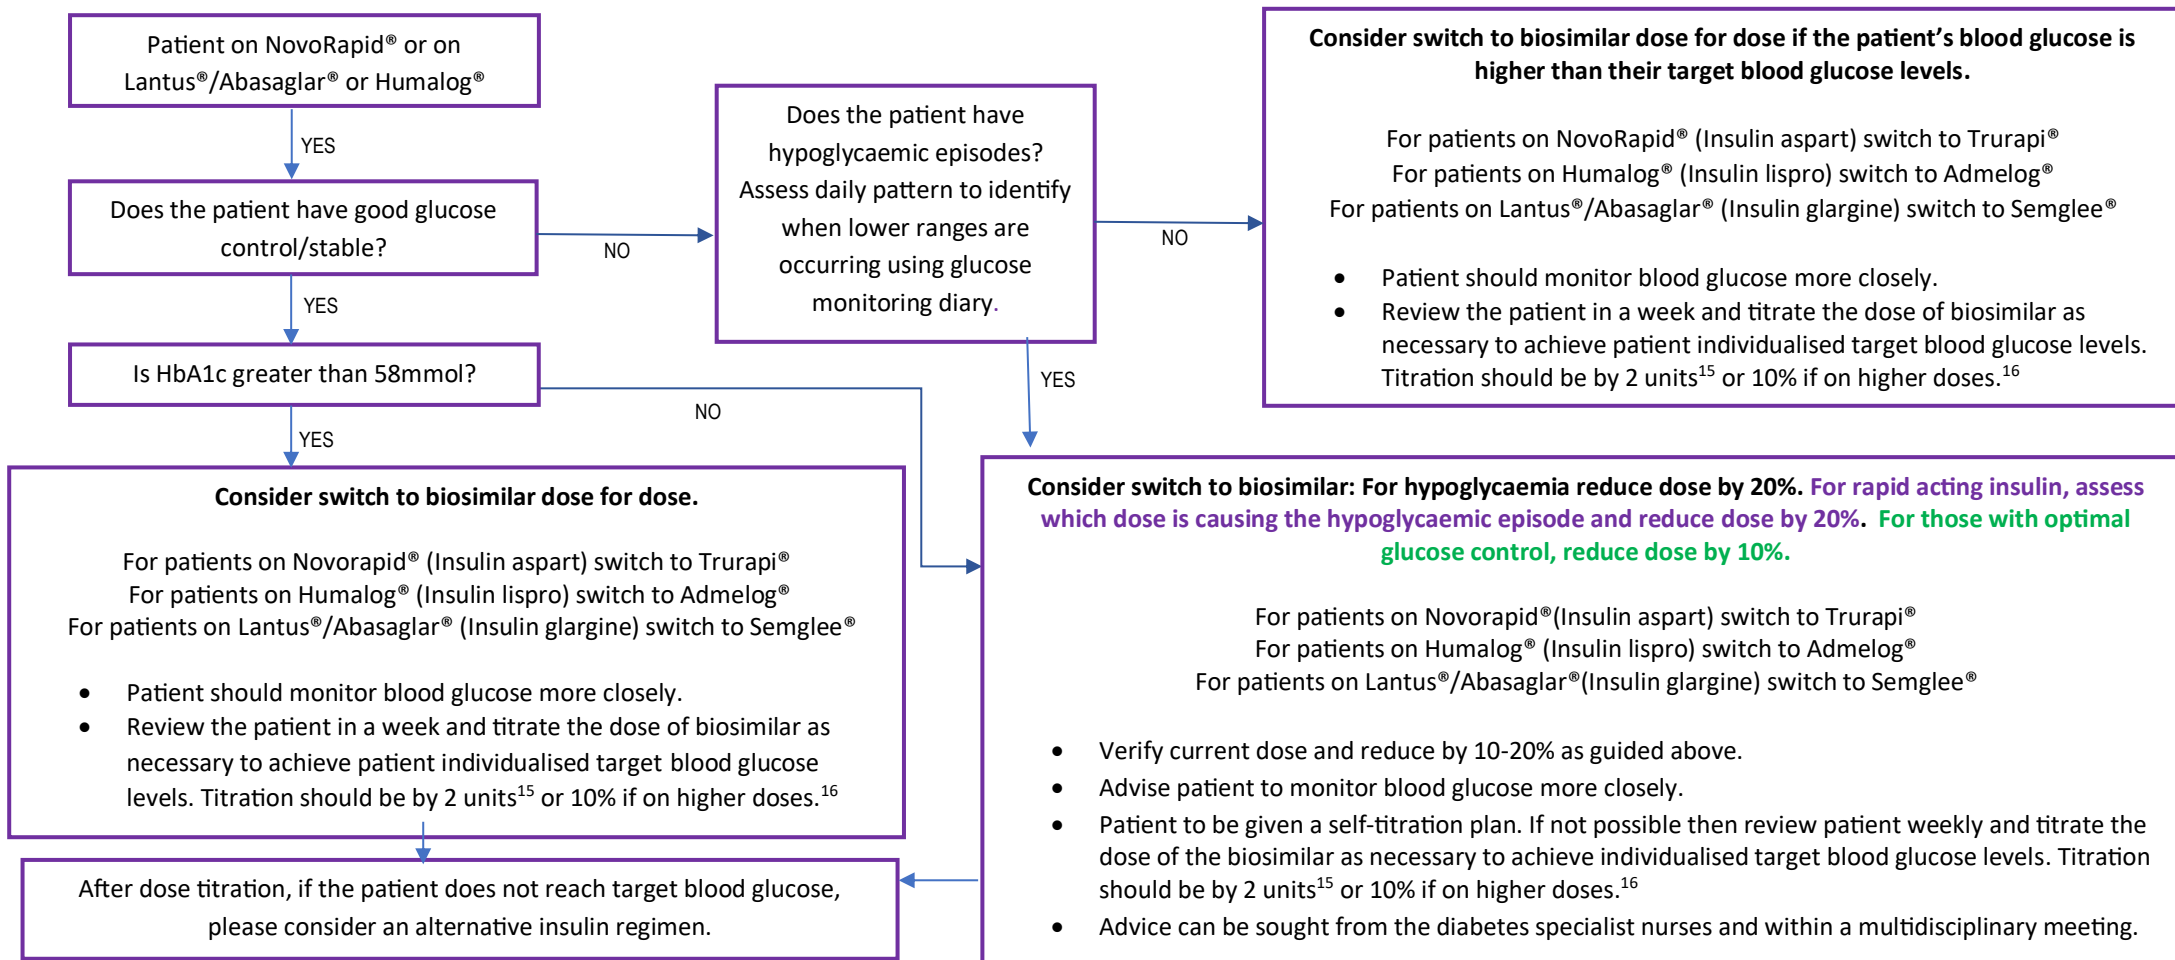 Patient on NovoRapid® or on
Lantus®/Abasaglar® or Humalog®
YES
Does the patient have good glucose
control/stable?
NO
YES
Is HbA1c greater than 58mmol?
NO
YES
Does the patient have
hypoglycaemic episodes?
Assess daily pattern to identify
when lower ranges are
occurring using glucose
monitoring diary.
NO
YES
Consider switch to biosimilar dose for dose if the patient’s blood glucose is
higher than their target blood glucose levels.
For patients on NovoRapid® (Insulin aspart) switch to Trurapi®
For patients on Humalog® (Insulin lispro) switch to Admelog®
For patients on Lantus®/Abasaglar® (Insulin glargine) switch to Semglee®
• Patient should monitor blood glucose more closely.
• Review the patient in a week and titrate the dose of biosimilar as
necessary to achieve patient individualised target blood glucose levels.
Titration should be by 2 units15 or 10% if on higher doses.16
Consider switch to biosimilar dose for dose.
For patients on Novorapid® (Insulin aspart) switch to Trurapi®
For patients on Humalog® (Insulin lispro) switch to Admelog®
For patients on Lantus®/Abasaglar® (Insulin glargine) switch to Semglee®
• Patient should monitor blood glucose more closely.
• Review the patient in a week and titrate the dose of biosimilar as
necessary to achieve patient individualised target blood glucose
levels. Titration should be by 2 units15 or 10% if on higher doses.16
Consider switch to biosimilar: For hypoglycaemia reduce dose by 20%. For rapid acting insulin, assess
which dose is causing the hypoglycaemic episode and reduce dose by 20%. For those with optimal
glucose control, reduce dose by 10%.
For patients on Novorapid®(Insulin aspart) switch to Trurapi®
For patients on Humalog® (Insulin lispro) switch to Admelog®
For patients on Lantus®/Abasaglar®(Insulin glargine) switch to Semglee®
• Verify current dose and reduce by 10-20% as guided above.
• Advise patient to monitor blood glucose more closely.
• Patient to be given a self-titration plan. If not possible then review patient weekly and titrate the
dose of the biosimilar as necessary to achieve individualised target blood glucose levels. Titration
should be by 2 units15 or 10% if on higher doses.16
• Advice can be sought from the diabetes specialist nurses and within a multidisciplinary meeting.
After dose titration, if the patient does not reach target blood glucose,
please consider an alternative insulin regimen.